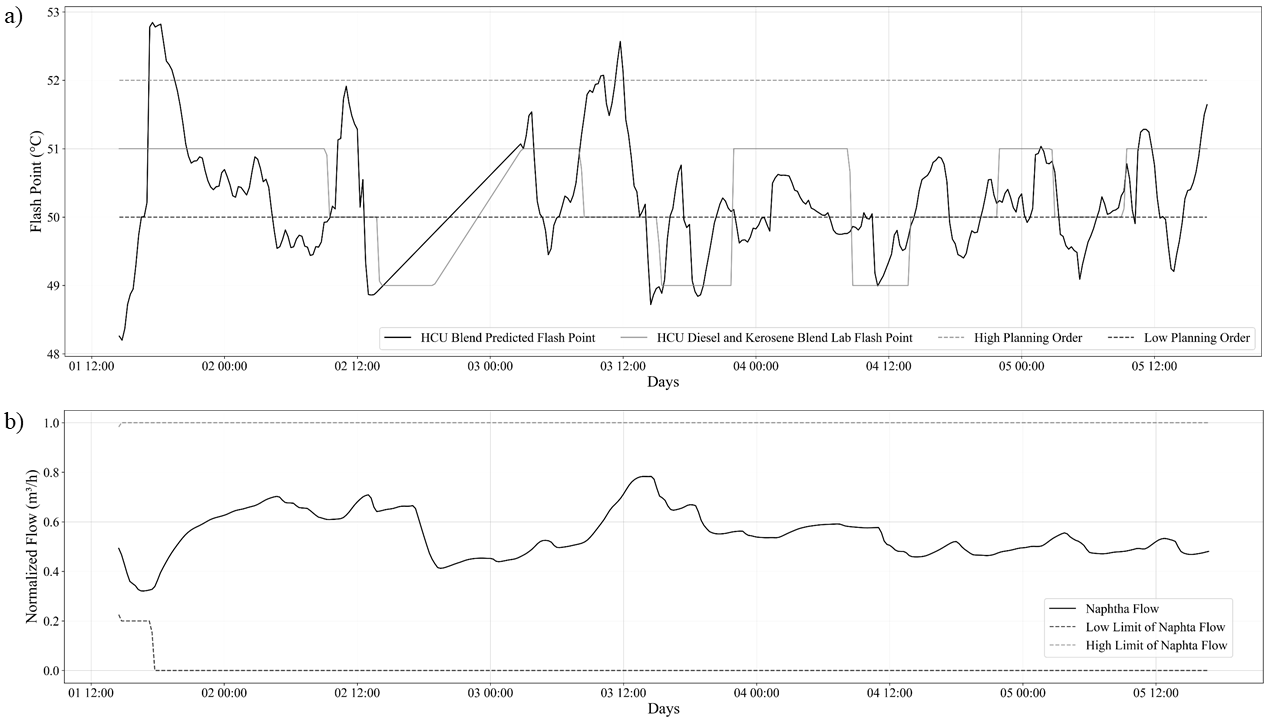 a)
53
52
51
50
49
48
Flash Point (°C)
HCU Blend Predicted Flash Point
HCU Diesel and Kerosene Blend Lab Flash Point
High Planning Order
Low Planning Order
01 12:00
02 00:00
02 12:00
03 00:00
03 12:00
04 00:00
04 12:00
05 00:00
05 12:00
Days
b)
1.0
0.8
0.6
0.4
0.2
0.0
Normalized Flow (m³/h)
Naphtha Flow
Low Limit of Naphta Flow
High Limit of Naphta Flow
01 12:00
02 00:00
02 12:00
03 00:00
03 12:00
04 00:00
04 12:00
05 00:00
05 12:00
Days